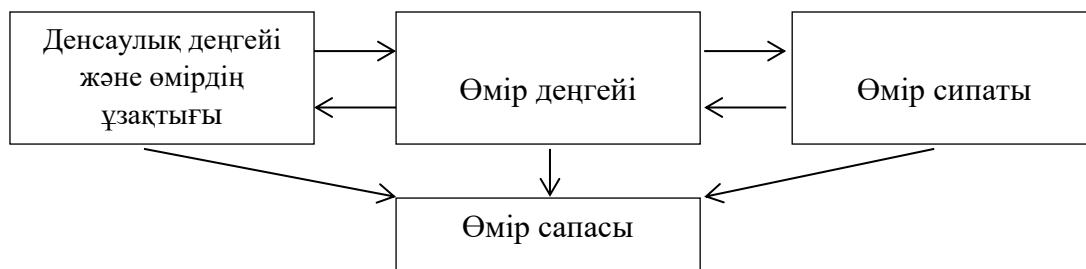 Денсаулық деңгейі
және өмірдің
ұзақтығы
Өмір деңгейі
Өмір сипаты
Өмір сапасы